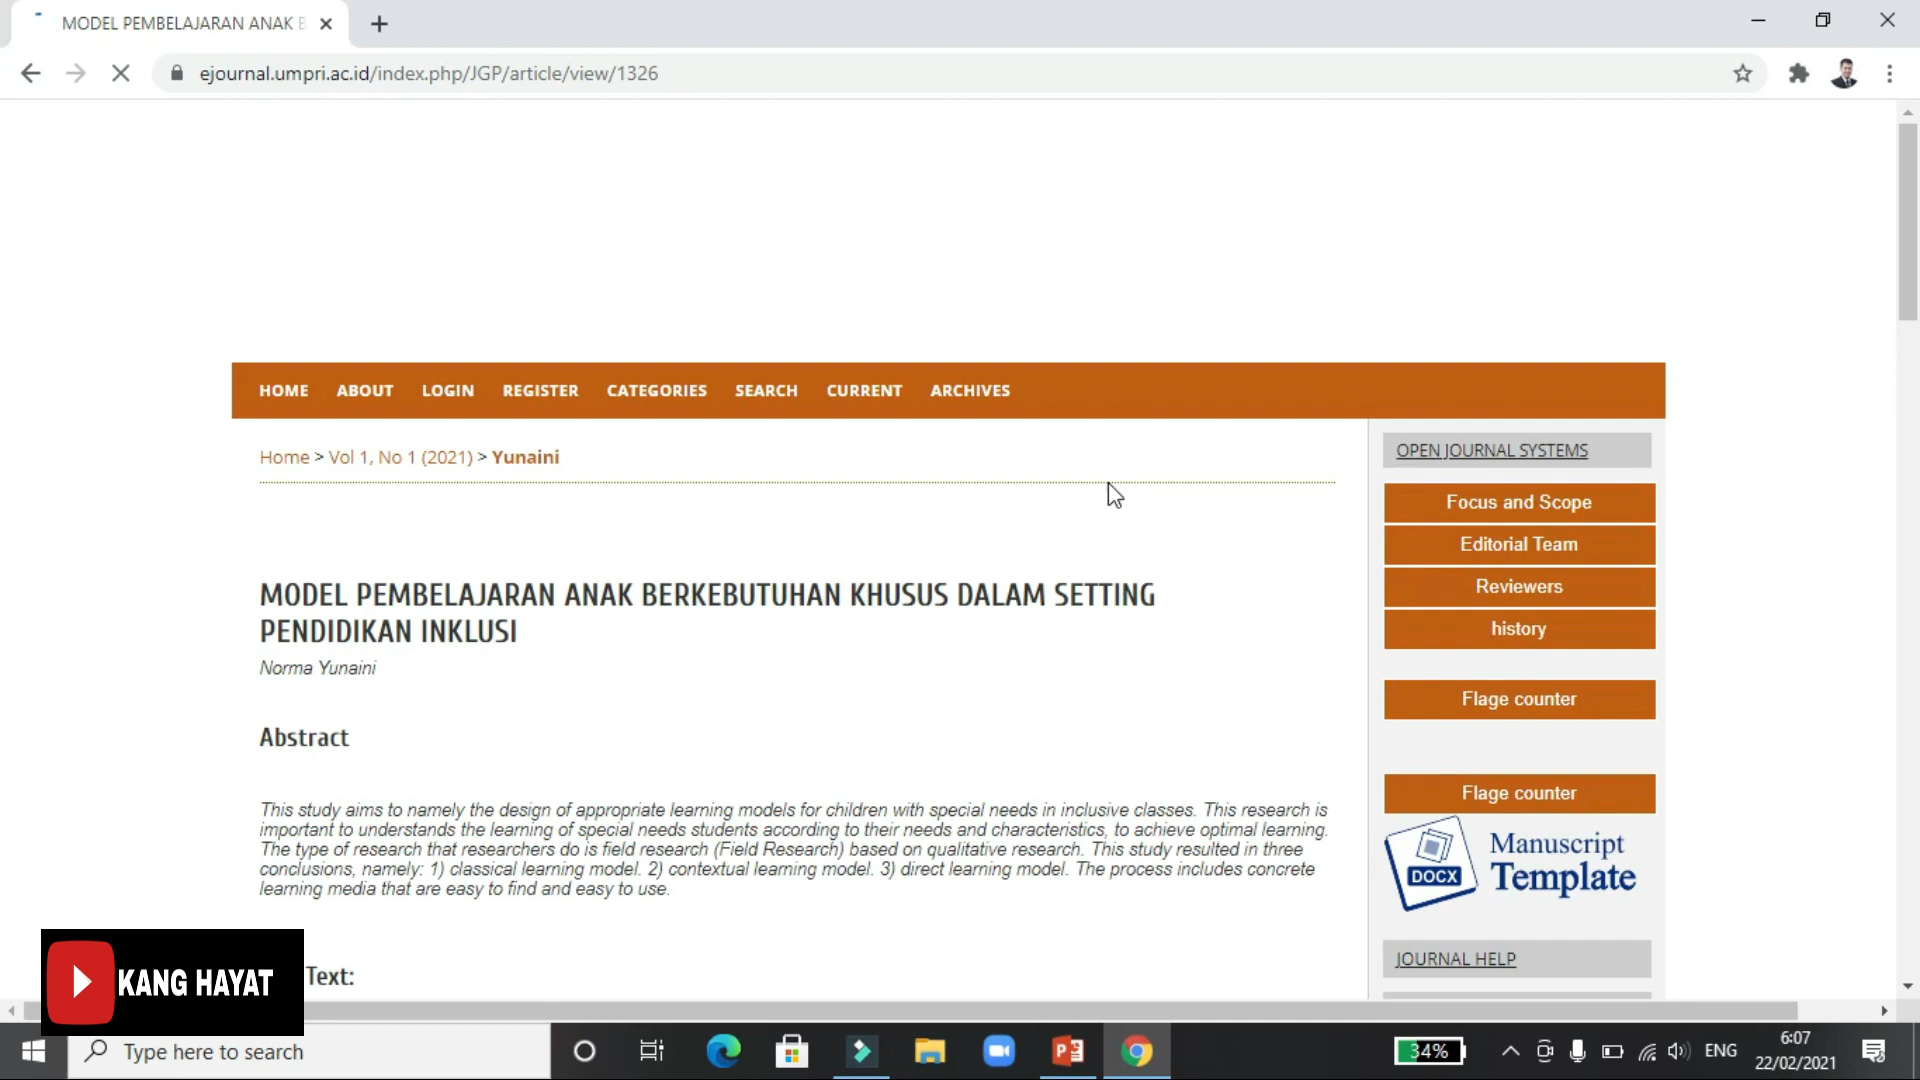 MODEL PEMBELAJARAN ANAK B
ejournal.umpri.ac.id/index.php/JGP/article/view/1326
HOME ABOUT LOGIN REGISTER CATEGORIES SEARCH CURRENT ARCHIVES
Home > Vol 1, No 1 (2021) > Yunaini
MODEL PEMBELAJARAN ANAK BERKEBUTUHAN KHUSUS DALAM SETTING
PENDIDIKAN INKLUSI
Norma Yunaini
Abstract
This study aims to namely the design of appropriate learning models for children with special needs in inclusive classes. This research is
important to understands the learning of special needs students according to their needs and characteristics, to achieve optimal learning.
The type of research that researchers do is field research (Field Research) based on qualitative research. This study resulted in three
conclusions, namely: 1) classical learning model. 2) contextual learning model. 3) direct learning model. The process includes concrete
learning media that are easy to find and easy to use.
Text:
OPEN JOURNAL SYSTEMS
Focus and Scope
Editorial Team
Reviewers
history
Flage counter
Flage counter
DOCX
Manuscript
Template
JOURNAL HELP
KANG HAYAT
Type here to search
34%
ENG
6:07
22/02/2021